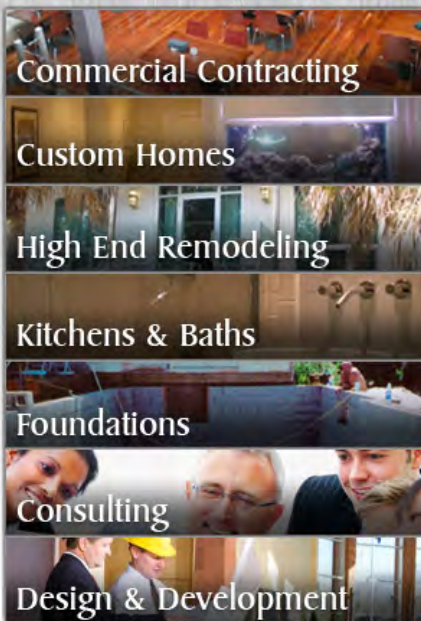 Commercial Contracting
Custom Homes
High End Remodeling
Kitchens & Baths
Foundations
Consulting
Design & Development